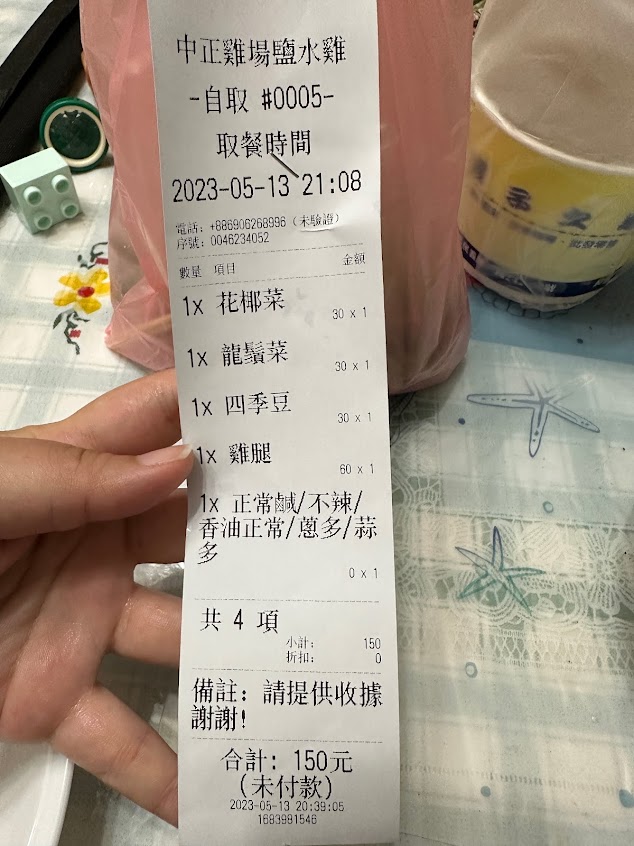 中正雞場鹽水雞
-自取 #0005-
取餐時間
2023-05-13 21:08
電話: +886906268996 (未驗證)
序號: 0046234052
數量 項目 金額
1x 花椰菜 30 x 1
1x 龍鬚菜 30 x 1
1x 四季豆 30 x 1
1x 雞腿 60 x 1
1x 正常鹹/不辣/
香油正常/蔥多/蒜
多
0 x 1
共 4 項
小計: 150
折扣: 0
備註: 請提供收據
謝謝!
合計: 150元
(未付款)
2023-05-13 20:39:05
1683981546